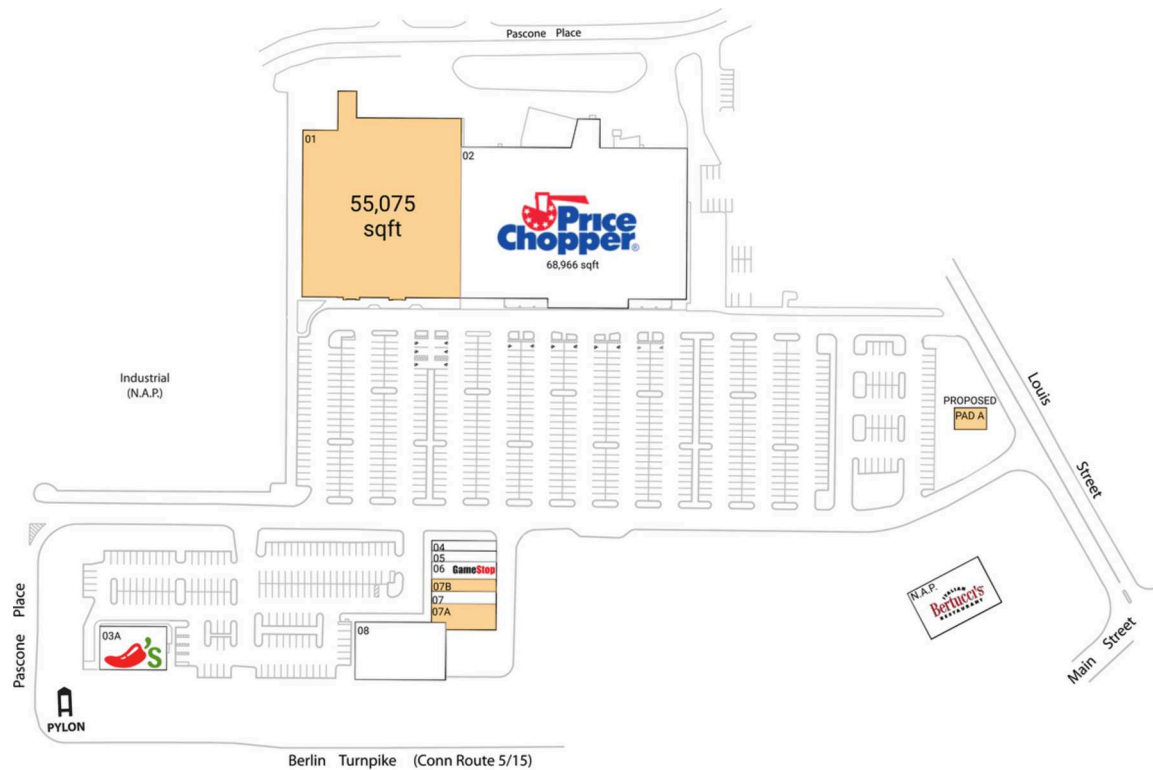 Pascone Place
01
02
55,075
sqft
Price
Chopper®
68,966 sqft
Industrial
(N.A.P.)
Louis Street
PROPOSED
PAD A
04
05
06 GameStop
07B
07
07A
08
03A
'S
N.A.P.
ITALIAN
Bertucci's
RESTAURANT
Main Street
Pascone Place
PYLON
Berlin Turnpike (Conn Route 5/15)